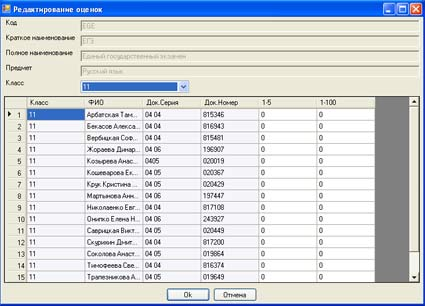 Редактирование оценок
Код EGE
Краткое наименование ЕГЭ
Полное наименование Единый государственный экзамен
Предмет Русский язык
Класс 11
Класс ФИО Док.Серия Док.Номер 1-5 1-100
1 11 Арбатская Там... 04 04 815346 0 0
2 11 Бекасов Алекса... 04 04 816943 0 0
3 11 Вербицкая Соф... 04 04 815481 0 0
4 11 Жораева Динар... 04 06 196907 0 0
5 11 Козырева Анас... 0405 020019 0 0
6 11 Кошеварова Ек... 04 05 020367 0 0
7 11 Крук Кристина ... 04 05 020429 0 0
8 11 Мартынова Анн... 04 06 197447 0 0
9 11 Николаенко Евг... 04 04 817108 0 0
10 11 Онипко Елена Н... 04 06 243927 0 0
11 11 Саврицкая Викт... 04 05 020449 0 0
12 11 Скурихин Дмит... 04 04 817200 0 0
13 11 Соколова Анаст... 04 05 019864 0 0
14 11 Тимофеева Све... 04 04 816374 0 0
15 11 Трапезникова А... 04 05 019649 0 0
Ok Отмена